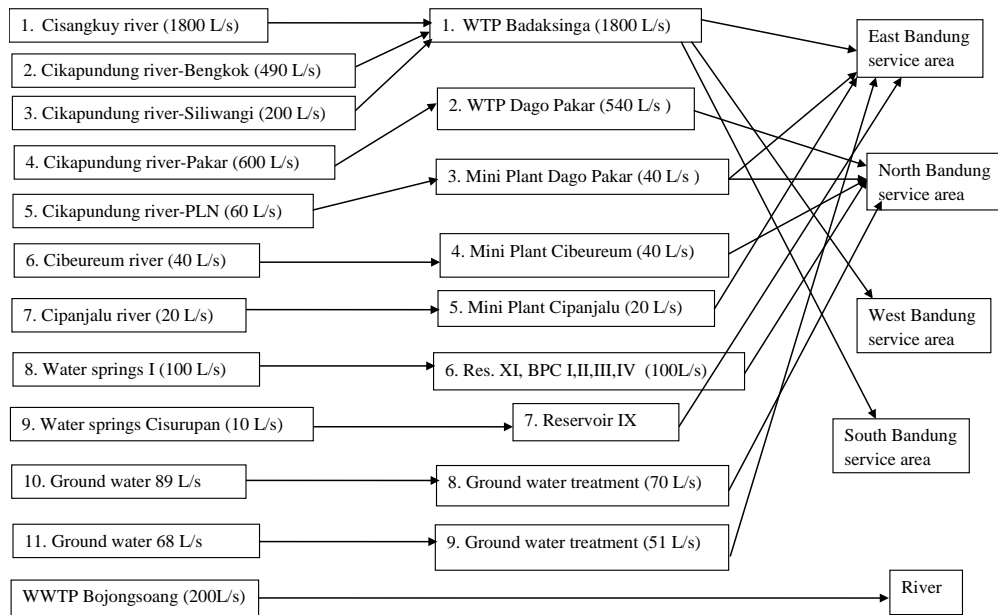 1. Cisangkuy river (1800 L/s)
2. Cikapundung river-Bengkok (490 L/s)
3. Cikapundung river-Siliwangi (200 L/s)
4. Cikapundung river-Pakar (600 L/s)
5. Cikapundung river-PLN (60 L/s)
6. Cibeureum river (40 L/s)
7. Cipanjalu river (20 L/s)
8. Water springs I (100 L/s)
9. Water springs Cisurupan (10 L/s)
10. Ground water 89 L/s
11. Ground water 68 L/s
WWTP Bojongsoang (200L/s)
1. WTP Badaksinga (1800 L/s)
2. WTP Dago Pakar (540 L/s )
3. Mini Plant Dago Pakar (40 L/s )
4. Mini Plant Cibeureum (40 L/s)
5. Mini Plant Cipanjalu (20 L/s)
6. Res. XI, BPC I,II,III,IV (100L/s)
7. Reservoir IX
8. Ground water treatment (70 L/s)
9. Ground water treatment (51 L/s)
East Bandung
service area
North Bandung
service area
West Bandung
service area
South Bandung
service area
River